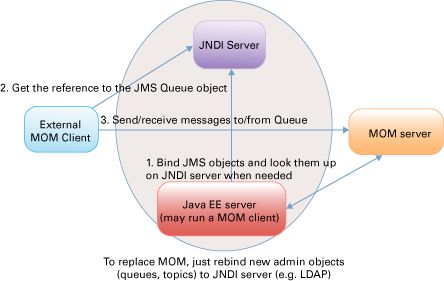 JNDI Server
2. Get the reference to the JMS Queue object
External
MOM Client
3. Send/receive messages to/from Queue
MOM server
1. Bind JMS objects and look them up
on JNDI server when needed
Java EE server
(may run a MOM client)
To replace MOM, just rebind new admin objects
(queues, topics) to JNDI server (e.g. LDAP)